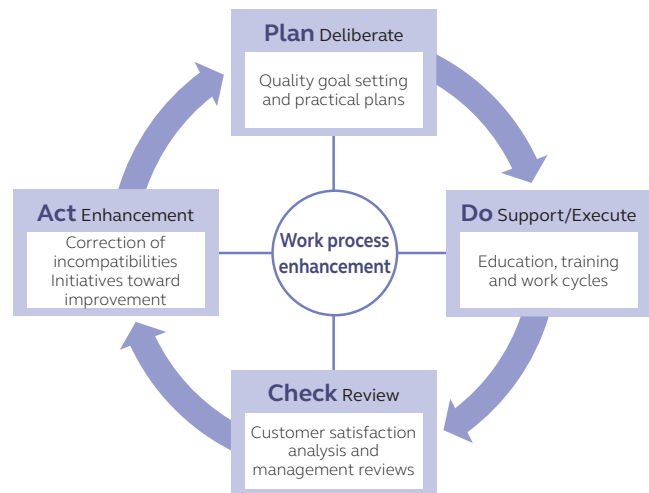 Plan Deliberate
Quality goal setting
and practical plans
Act Enhancement
Correction of
incompatibilities
Initiatives toward
improvement
Work process
enhancement
Do Support/Execute
Education, training
and work cycles
Check Review
Customer satisfaction
analysis and
management reviews